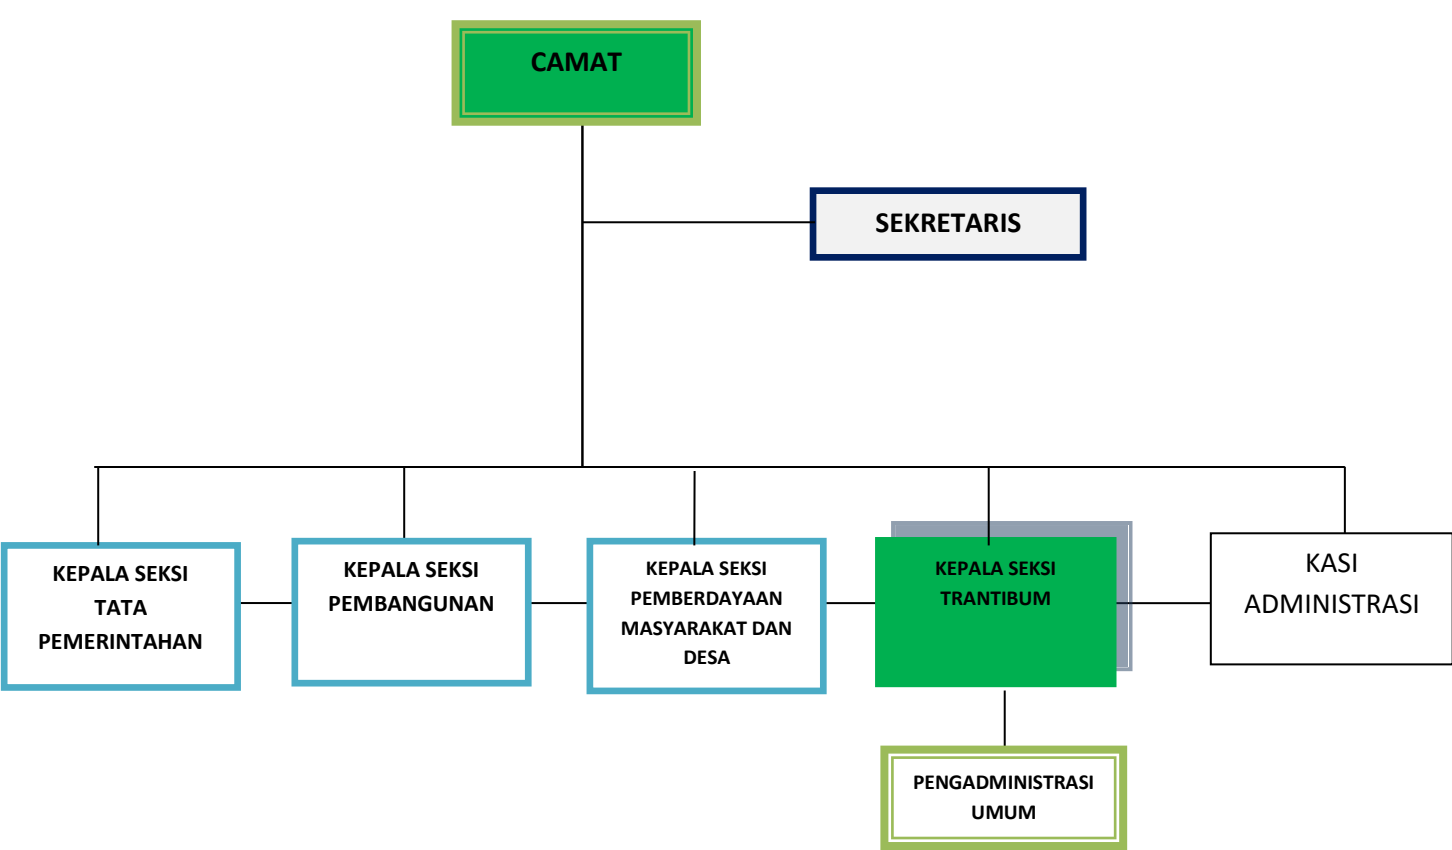 CAMAT
SEKRETARIS
KEPALA SEKSI
TATA
PEMERINTAHAN
KEPALA SEKSI
PEMBANGUNAN
KEPALA SEKSI
PEMBERDAYAAN
MASYARAKAT DAN
DESA
KEPALA SEKSI
TRANTIBUM
KASI
ADMINISTRASI
PENGADMINISTRASI
UMUM